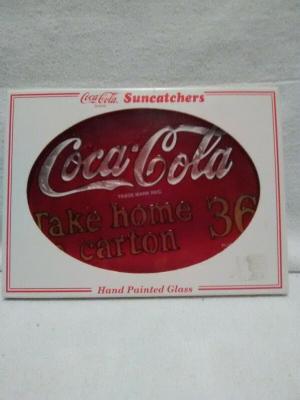 Coca-Cola Suncatchers
Coca-Cola
TRADE MARK REG.
Take home 36
carton
Hand Painted Glass